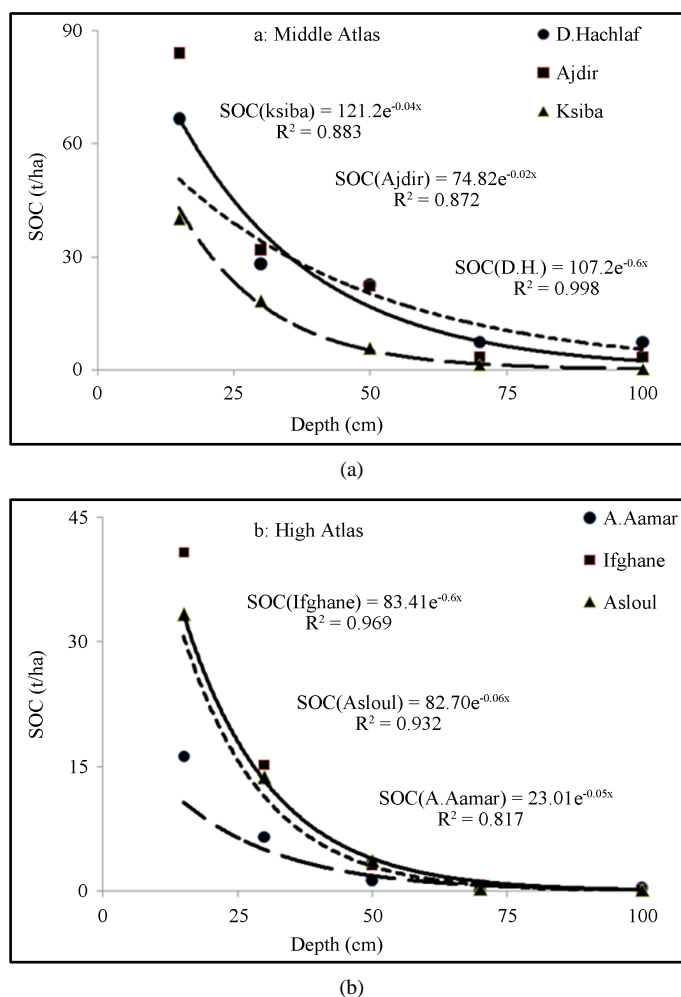 90
a: Middle Atlas
D.Hachlaf
Ajdir
Ksiba
SOC(ksiba) = 121.2e-0.04x
R2 = 0.883
60
SOC(Ajdir) = 74.82e-0.02x
R2 = 0.872
SOC (t/ha)
30
SOC(D.H.) = 107.2e-0.6x
R2 = 0.998
0
0 25 50 75 100
Depth (cm)
(a)
45
b: High Atlas
A.Aamar
Ifghane
Asloul
SOC(Ifghane) = 83.41e-0.6x
R2 = 0.969
30
SOC (t/ha)
SOC(Asloul) = 82.70e-0.06x
R2 = 0.932
15
SOC(A.Aamar) = 23.01e-0.05x
R2 = 0.817
0
0 25 50 75 100
Depth (cm)
(b)